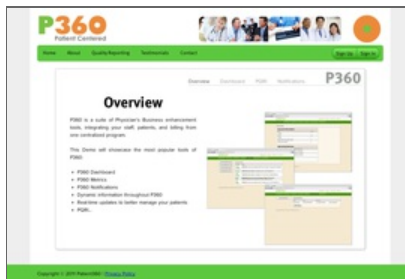 P360
Patient Centered
Home About Quality Reporting Testimonials Contact Sign Up Sign In
Overview Dashboard PQRI Notifications P360
Overview
P360 is a suite of Physician's Business enhancement
tools, integrating your staff, patients, and billing from
one centralized program.
This Demo will showcase the most popular tools of
P360.
P360 Dashboard
P360 Metrics
P360 Notifications
Dynamic information throughout P360
Real-time updates to better manage your patients
PQRI.
Copyright © 2011 Patient360 | Privacy Policy